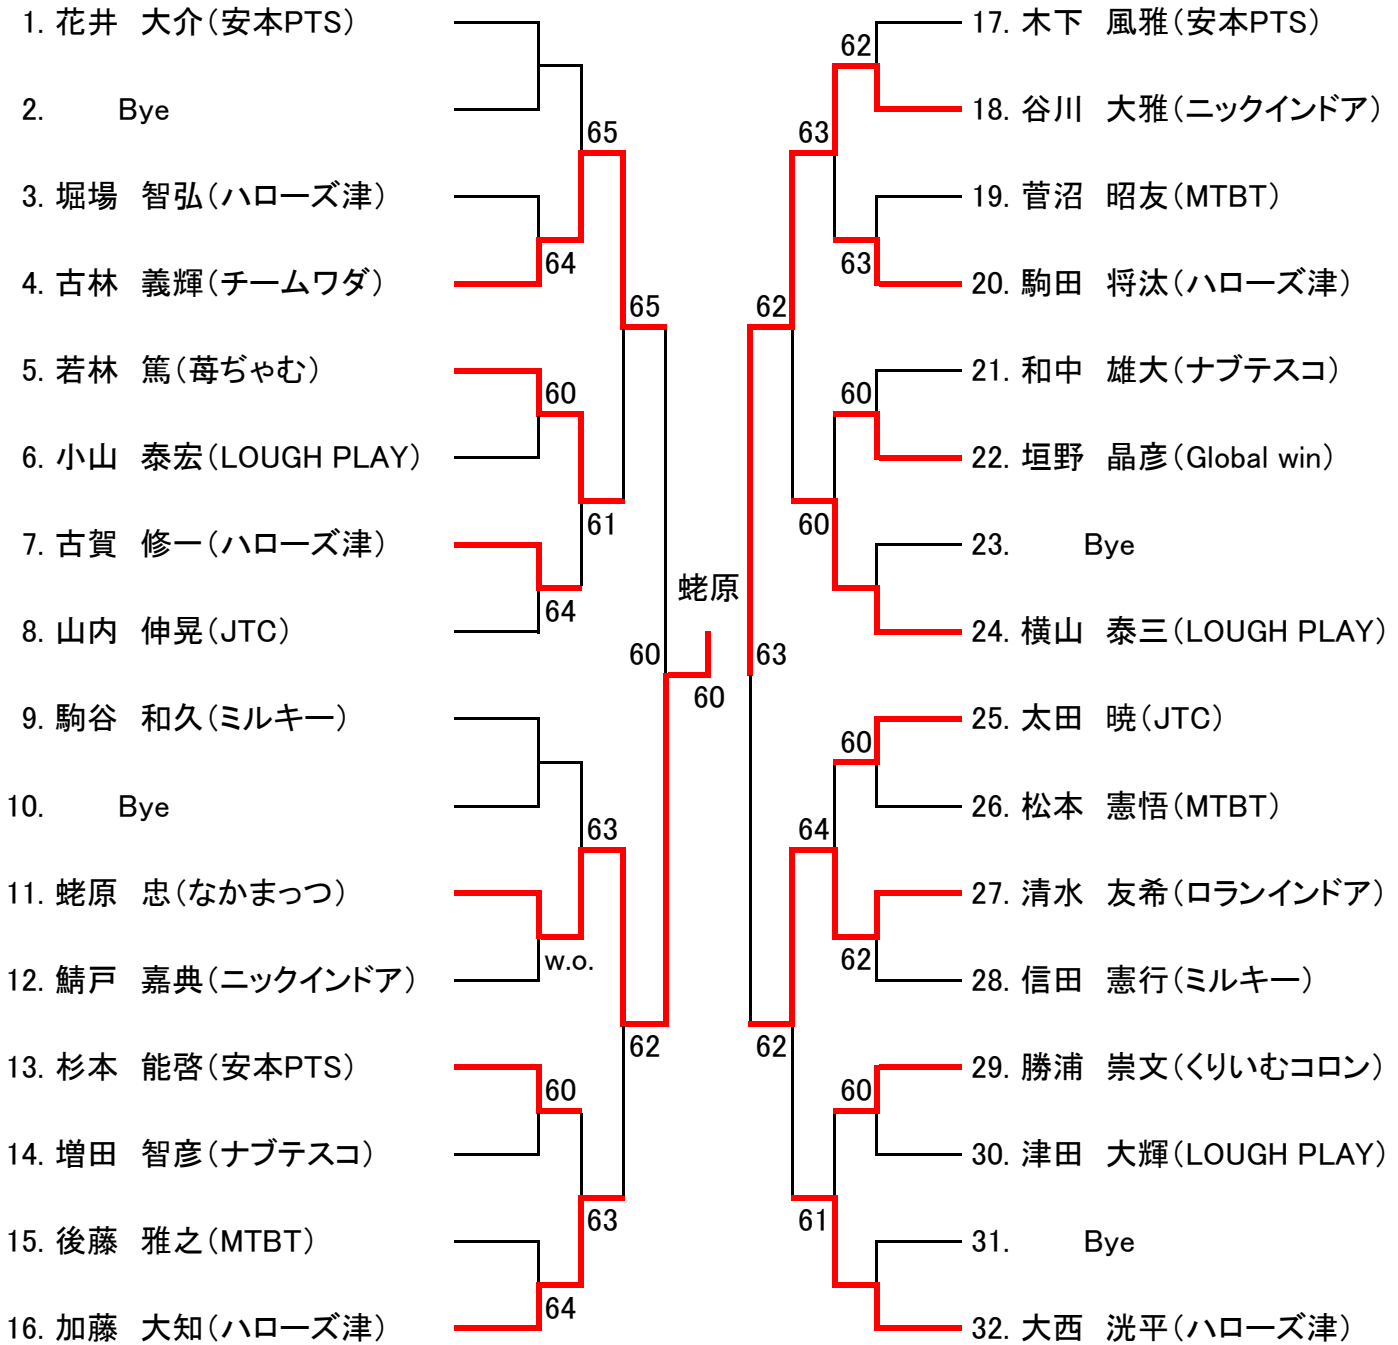 1. 花井　大介（安本PTS）
2. Bye
65
3. 堀場　智弘（ハローズ津）
64
4. 古林　義輝（チームワダ）
65
5. 若林　篤（苺ぢゃむ）
60
6. 小山　泰宏（LOUGH PLAY）
61
7. 古賀　修一（ハローズ津）
64
8. 山内　伸晃（JTC）
60
9. 駒谷　和久（ミルキー）
10. Bye
63
11. 蛯原　忠（なかまっつ）
w.o.
12. 鯖戸　嘉典（ニックインドア）
62
13. 杉本　能啓（安本PTS）
60
14. 増田　智彦（ナブテスコ）
63
15. 後藤　雅之（MTBT）
64
16. 加藤　大知（ハローズ津）
蛯原
60
17. 木下　風雅（安本PTS）
62
18. 谷川　大雅（ニックインドア）
63
19. 菅沼　昭友（MTBT）
63
20. 駒田　将汰（ハローズ津）
62
21. 和中　雄大（ナブテスコ）
60
22. 垣野　晶彦（Global win）
60
23. Bye
24. 横山　泰三（LOUGH PLAY）
63
25. 太田　暁（JTC）
60
26. 松本　憲悟（MTBT）
64
27. 清水　友希（ロランインドア）
62
28. 信田　憲行（ミルキー）
62
29. 勝浦　崇文（くりいむコロン）
60
30. 津田　大輝（LOUGH PLAY）
61
31. Bye
32. 大西　洸平（ハローズ津）